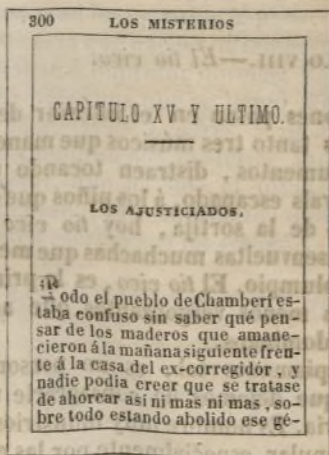 300 LOS MISTERIOS
CAPITULO XV Y ULTIMO.
LOS AJUSTICIADOS.
Todo el pueblo de Chamberí es-
taba confuso sin saber qué pen-
sar de los maderos que amane-
cieron á la mañana siguiente fren-
te á la casa del ex-corregidor, y
nadie podia creer que se tratase
de ahorcar asi ni mas ni mas, so-
bre todo estando abolido ese gé-